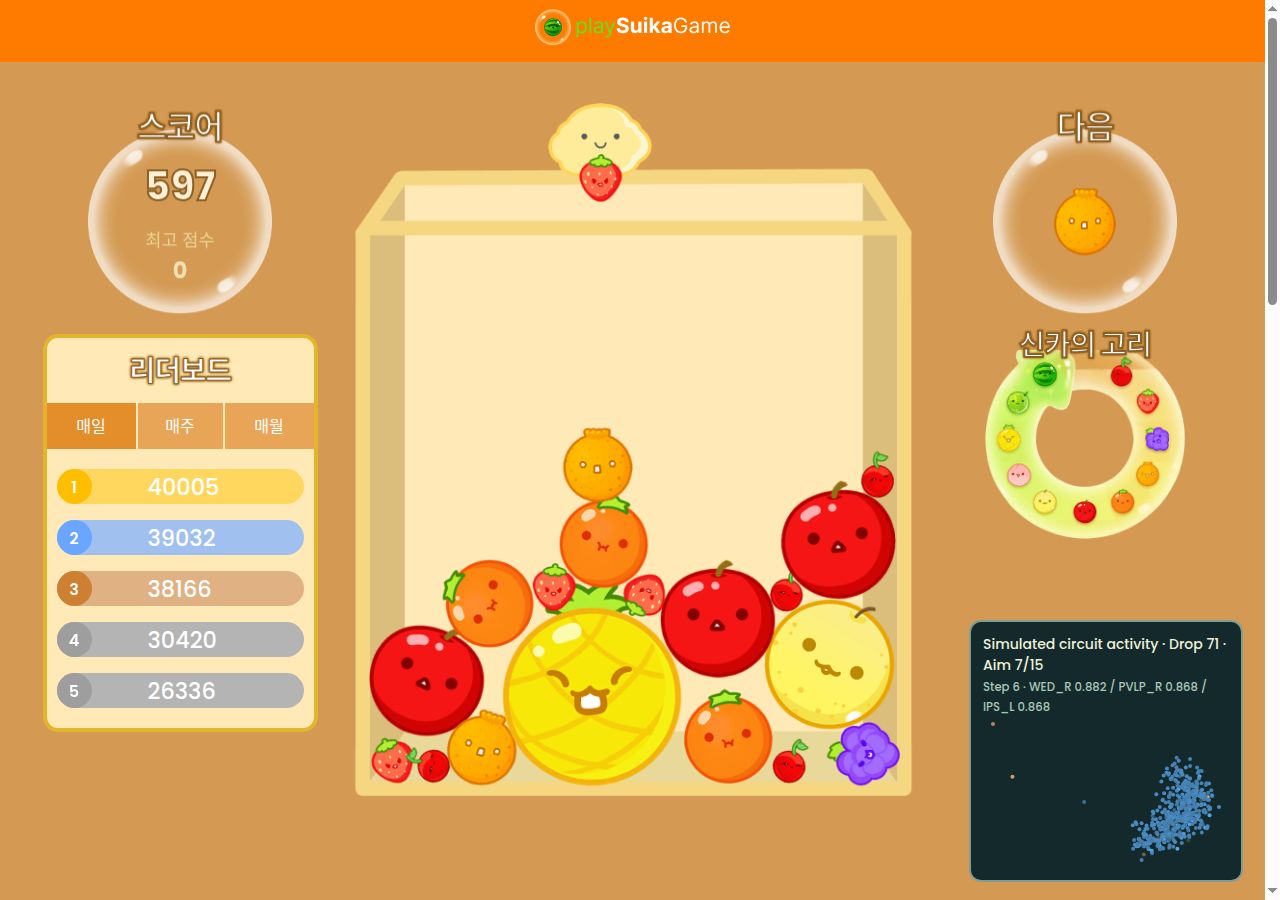 playSuikaGame
스코어
597
최고 점수
0
다음
신카의 고리
리더보드
매일 매주 매월
1 40005
2 39032
3 38166
4 30420
5 26336
Simulated circuit activity · Drop 71 ·
Aim 7/15
Step 6 · WED_R 0.882 / PVLP_R 0.868 /
IPS_L 0.868